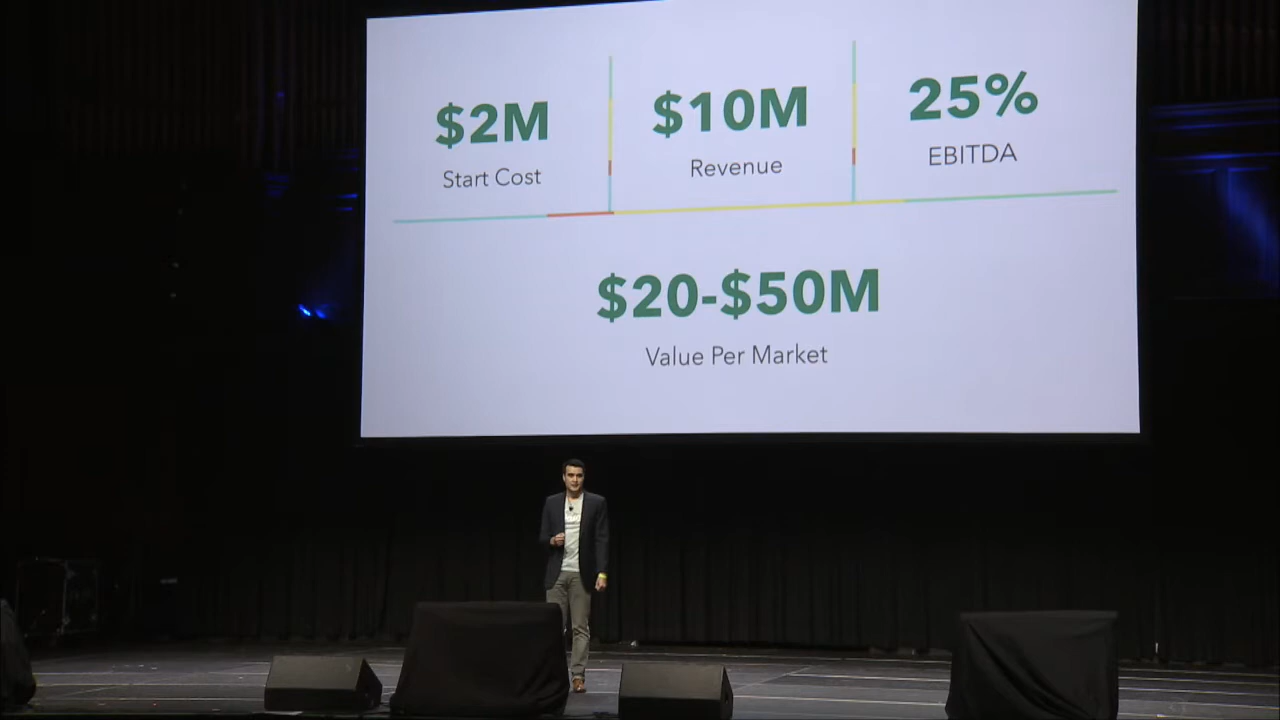 $2M
Start Cost
$10M
Revenue
25%
EBITDA
$20-$50M
Value Per Market